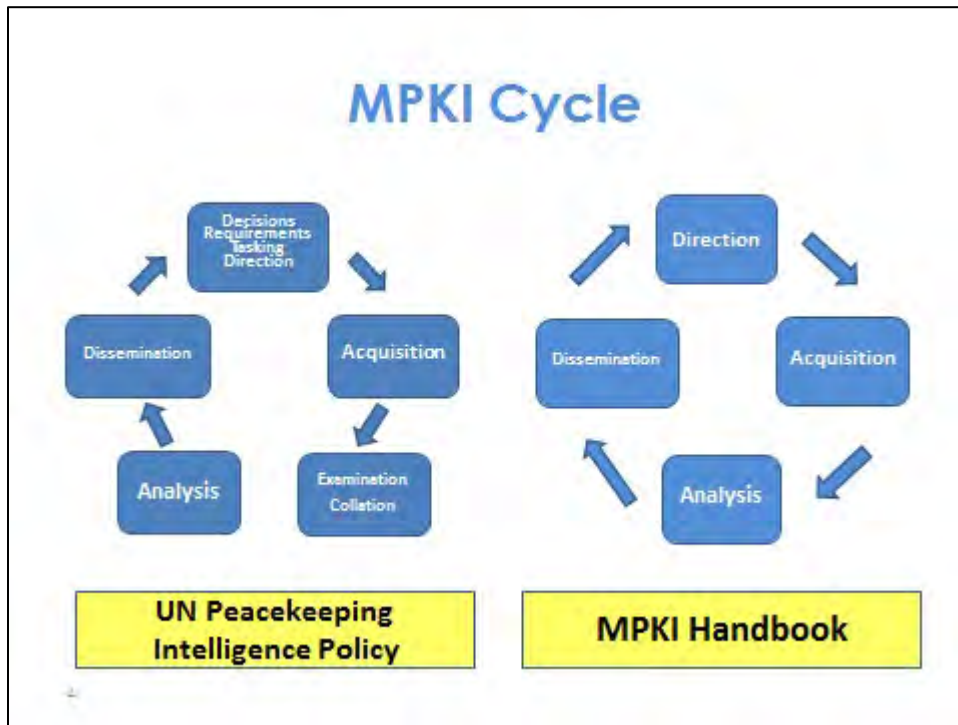 MPKI Cycle
Decisions
Requirements
Tasking
Direction
Dissemination
Acquisition
Analysis
Examination
Collation
UN Peacekeeping
Intelligence Policy
Direction
Dissemination
Acquisition
Analysis
MPKI Handbook